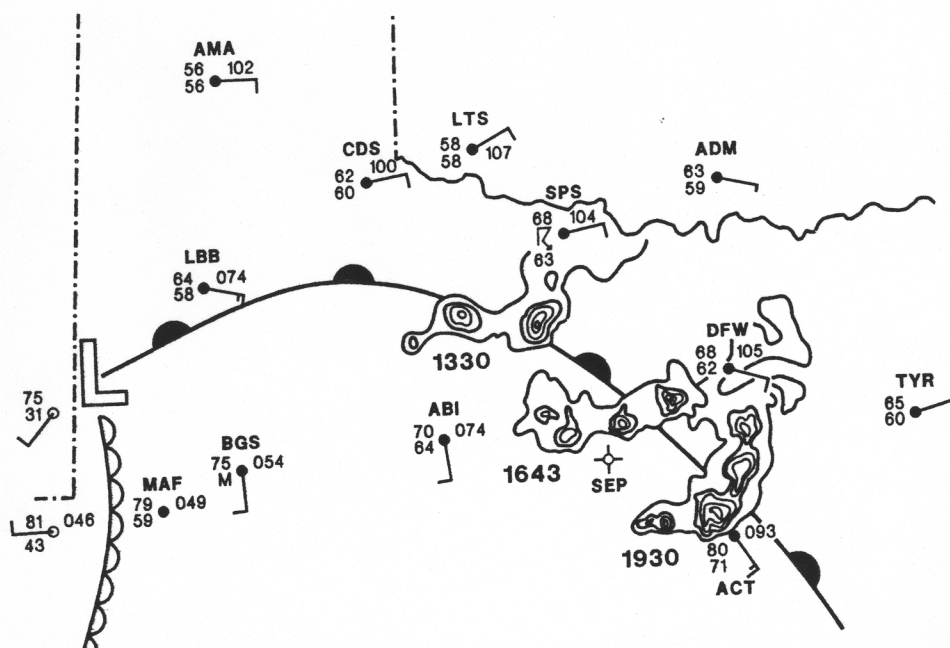 AMA
56 102
56
LTS
58
58 107
CDS
62 100
60
ADM
63
59
SPS
68 104
63
LBB
64 074
58
1330
DFW
68 105
62
L
75
31
TYR
65
60
ABI
70 074
64
BGS
75 054
M
1643
SEP
MAF
79 049
59
81 046
43
1930
80 093
71
ACT